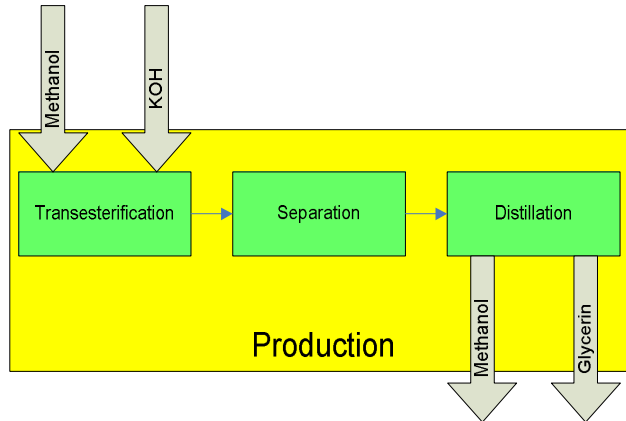 Methanol
KOH
Transesterification
Separation
Distillation
Production
Methanol
Glycerin